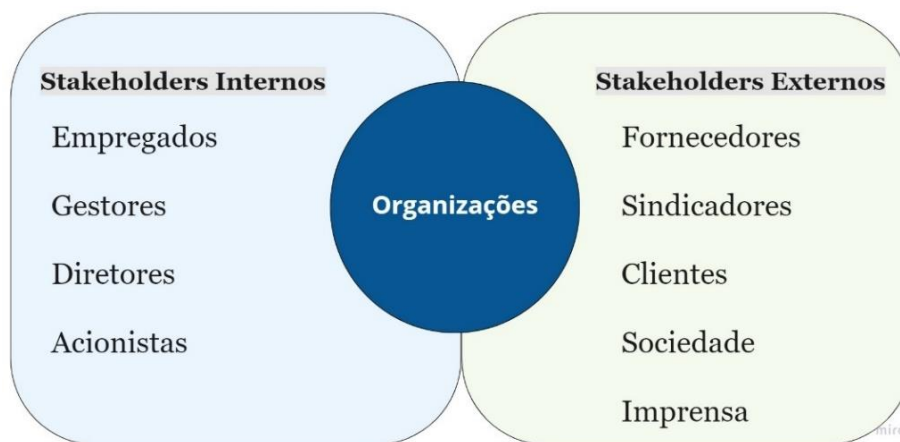 Stakeholders Internos
Empregados
Gestores
Diretores
Acionistas
Organizações
Stakeholders Externos
Fornecedores
Sindicadores
Clientes
Sociedade
Imprensa